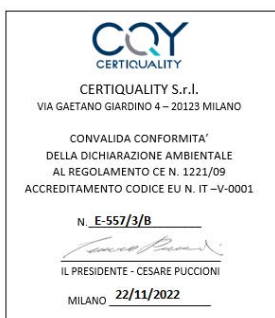 CQY
CERTIQUALITY
CERTIQUALITY S.r.l.
VIA GAETANO GIARDINO 4 – 20123 MILANO
CONVALIDA CONFORMITA’
DELLA DICHIARAZIONE AMBIENTALE
AL REGOLAMENTO CE N. 1221/09
ACCREDITAMENTO CODICE EU N. IT –V-0001
N. E-557/3/B
IL PRESIDENTE - CESARE PUCCIONI
MILANO 22/11/2022